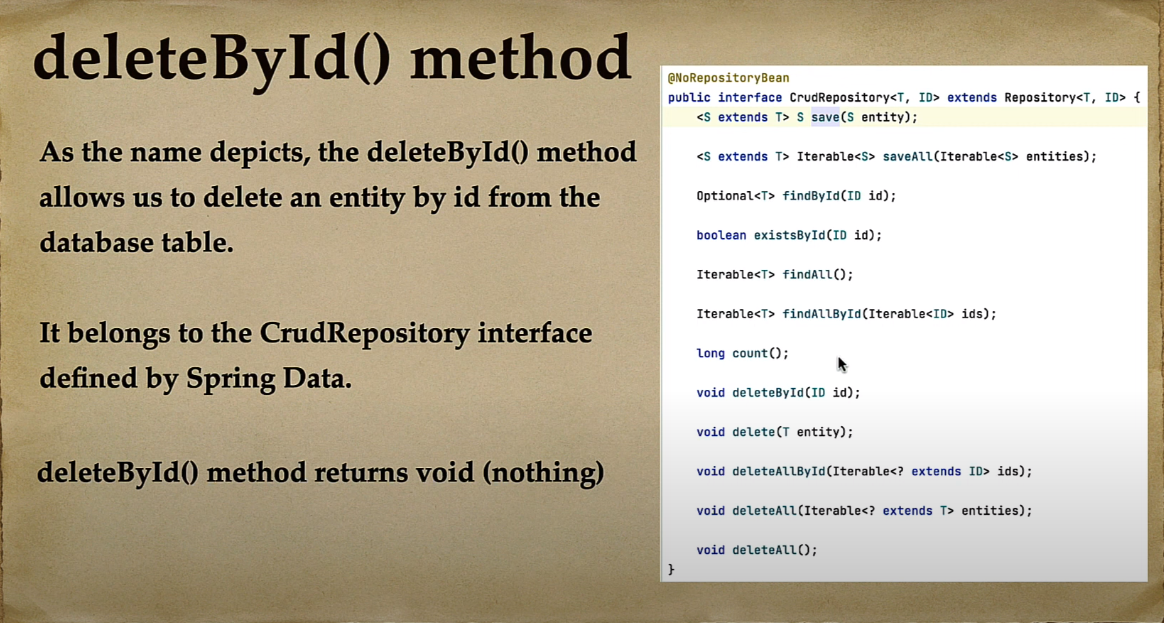 deleteById() method
As the name depicts, the deleteById() method
allows us to delete an entity by id from the
database table.
It belongs to the CrudRepository interface
defined by Spring Data.
deleteById() method returns void (nothing)
@NoRepositoryBean
public interface CrudRepository<T, ID> extends Repository<T, ID> {
<S extends T> S save(S entity);
<S extends T> Iterable<S> saveAll(Iterable<S> entities);
Optional<T> findById(ID id);
boolean existsById(ID id);
Iterable<T> findAll();
Iterable<T> findAllById(Iterable<ID> ids);
long count();
void deleteById(ID id);
void delete(T entity);
void deleteAllById(Iterable<? extends ID> ids);
void deleteAll(Iterable<? extends T> entities);
void deleteAll();
}